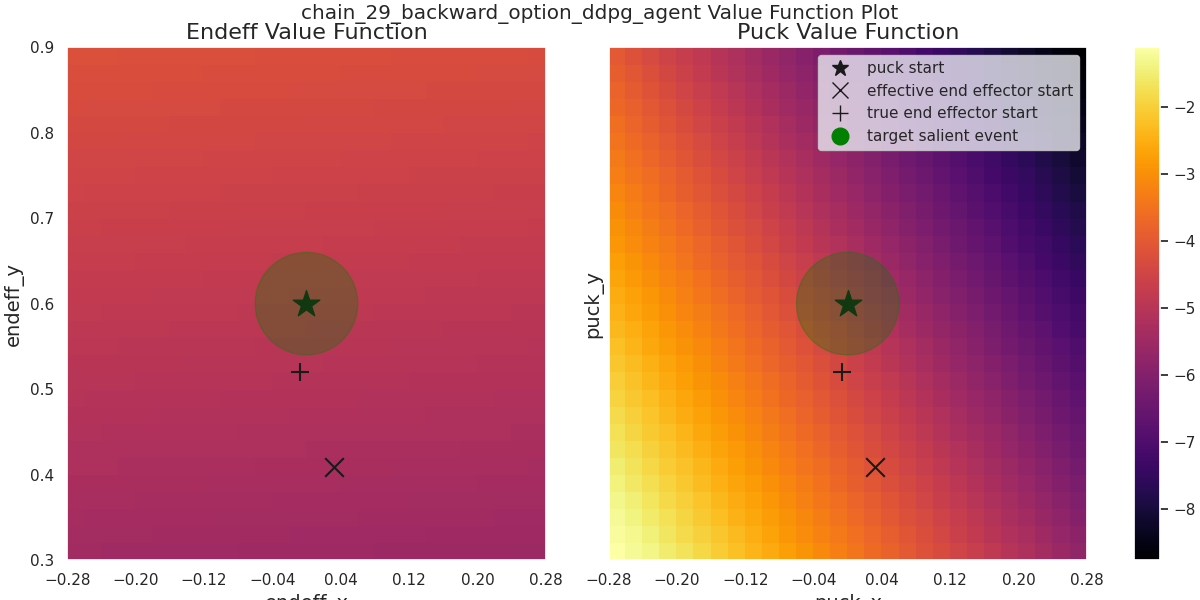 chain_29_backward_option_ddpg_agent Value Function Plot
Endeff Value Function
Puck Value Function
puck start
effective end effector start
true end effector start
target salient event
endeff_y
0.9
0.8
0.7
0.6
0.5
0.4
0.3
−0.28 −0.20 −0.12 −0.04 0.04 0.12 0.20 0.28
endeff_x
puck_y
−0.28 −0.20 −0.12 −0.04 0.04 0.12 0.20 0.28
puck_x
−2
−3
−4
−5
−6
−7
−8